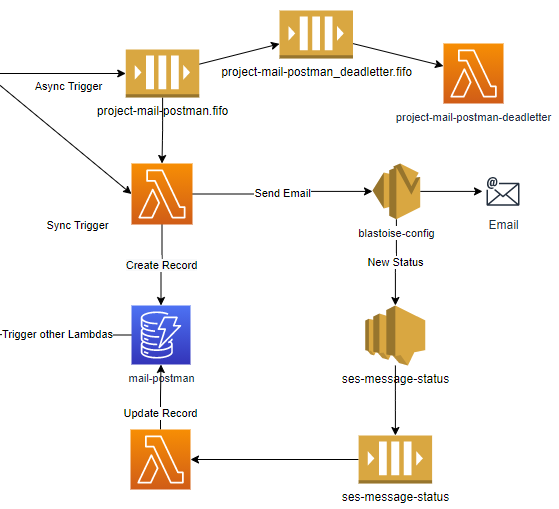 project-mail-postman_deadletter.fifo
Async Trigger
project-mail-postman.fifo
project-mail-postman-deadletter
Send Email
Sync Trigger
blastoise-config
@
Email
Create Record
New Status
-Trigger other Lambdas
mail-postman
ses-message-status
Update Record
ses-message-status